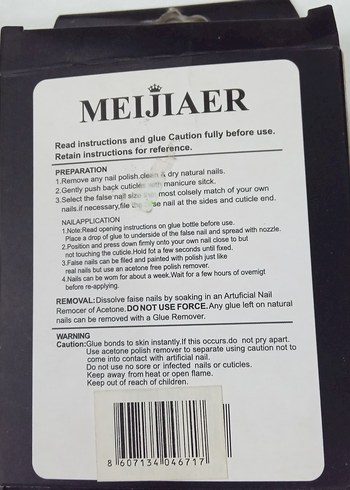 MEIJIAER
Read instructions and glue Caution fully before use.
Retain instructions for reference.
PREPARATION
1.Remove any nail polish.clean & dry natural nails.
2.Gently push back cuticles with manicure sitck.
3.Select the false nail most colsely match of your own
nails.if necessary,file nail at the sides and cuticle end.
NAILAPPLICATION
1.Note:Read opening instructions on glue bottle before use.
Place a drop of glue to underside of the false nail and spread with nozzle.
2.Position and press down firmly onto your own nail close to but
not touching the cuticle.Hold for a few seconds until fixed.
3.False nails can be filed and painted with polish just like
real nails but use an acetone free polish remover.
4.Nails can be worn for about a week.Wait for a few hours of overnigt
before re-applying.
REMOVAL:Dissolve false nails by soaking in an Artuficial Nail
Remocer of Acetone.DO NOT USE FORCE.Any glue left on natural
nails can be removed with a Glue Remover.
WARNING
Caution:Glue bonds to skin instantly.If this occurs.do not pry apart.
Use acetone polish remover to separate using caution not to
come into contact with artificial nail.
Do not use no sore or infected nails or cuticles.
Keep away from heat or open flame.
Keep out of reach of children.
8 607134 046717